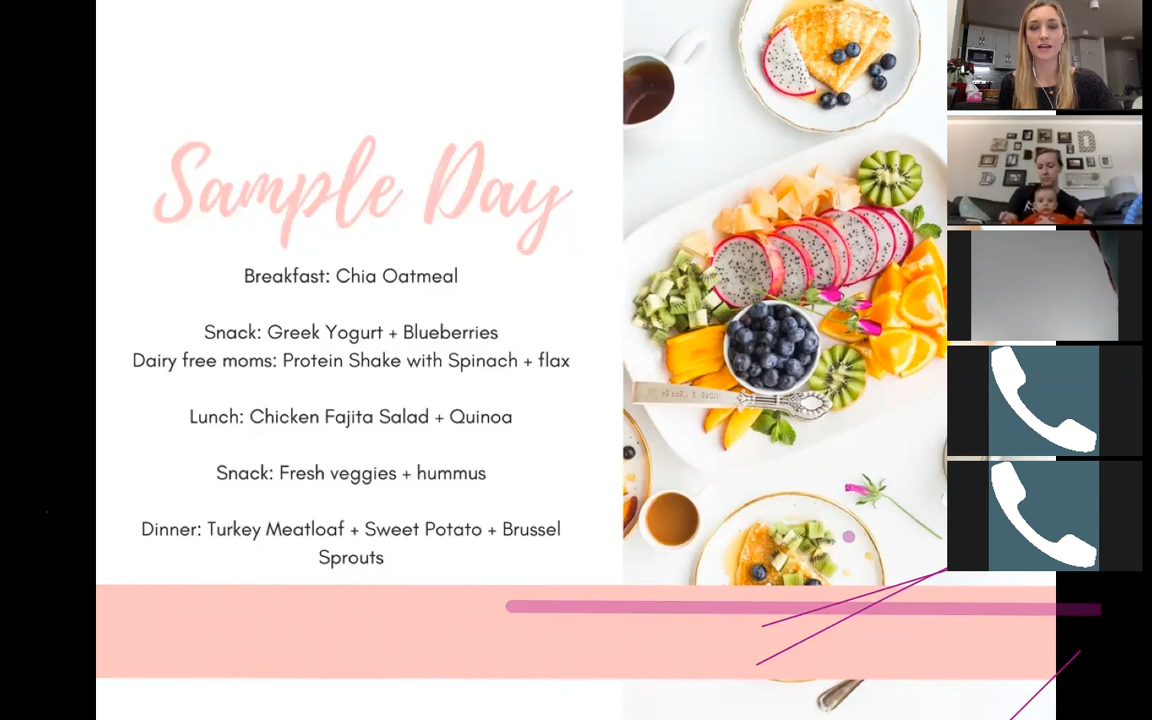 Sample Day
Breakfast: Chia Oatmeal
Snack: Greek Yogurt + Blueberries
Dairy free moms: Protein Shake with Spinach + flax
Lunch: Chicken Fajita Salad + Quinoa
Snack: Fresh veggies + hummus
Dinner: Turkey Meatloaf + Sweet Potato + Brussel
Sprouts
D
D